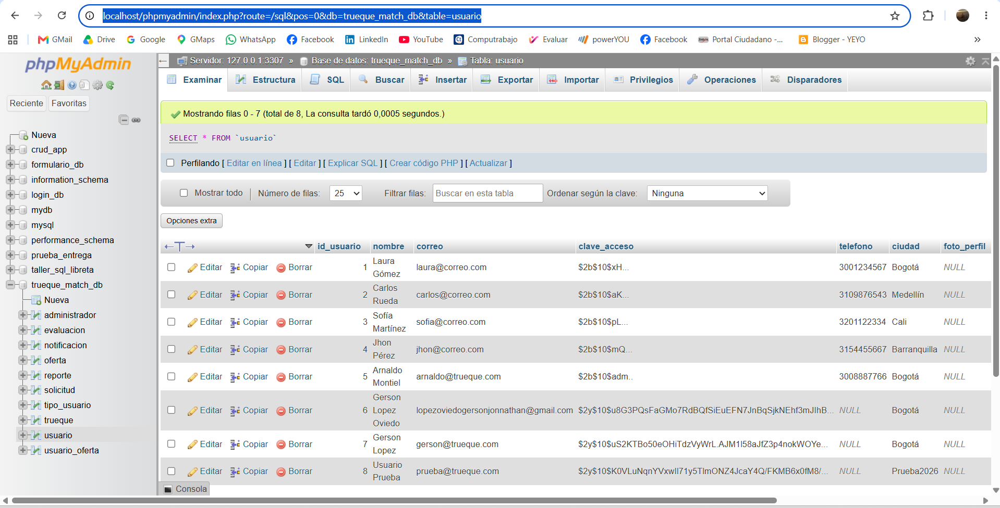 localhost/phpmyadmin/index.php?route=/sql&pos=0&db=trueque_match_db&table=usuario
GMail Drive Google GMaps WhatsApp Facebook LinkedIn YouTube Computrabajo Evaluar powerYOU Facebook Portal Ciudadano -... Blogger - YEYO »
phpMyAdmin
Reciente Favoritas
Nueva
crud_app
formulario_db
information_schema
login_db
mydb
mysql
performance_schema
prueba_entrega
taller_sql_libreta
trueque_match_db
Nueva
administrador
evaluacion
notificacion
oferta
reporte
solicitud
tipo_usuario
trueque
usuario
usuario_oferta
Servidor: 127.0.0.1:3307 » Base de datos: trueque_match_db » Tabla: usuario
Examinar Estructura SQL Buscar Insertar Exportar Importar Privilegios Operaciones Disparadores
Mostrando filas 0 - 7 (total de 8, La consulta tardó 0,0005 segundos.)
SELECT * FROM `usuario`
Perfilando [ Editar en línea ] [ Editar ] [ Explicar SQL ] [ Crear código PHP ] [ Actualizar ]
Mostrar todo Número de filas: 25 Filtrar filas: Buscar en esta tabla Ordenar según la clave: Ninguna
Opciones extra
id_usuario nombre correo clave_acceso telefono ciudad foto_perfil
Editar Copiar Borrar 1 Laura Gómez laura@correo.com $2b$10$xH... 3001234567 Bogotá NULL
Editar Copiar Borrar 2 Carlos Rueda carlos@correo.com $2b$10$aK... 3109876543 Medellín NULL
Editar Copiar Borrar 3 Sofía Martínez sofia@correo.com $2b$10$pL... 3201122334 Cali NULL
Editar Copiar Borrar 4 Jhon Pérez jhon@correo.com $2b$10$mQ... 3154455667 Barranquilla NULL
Editar Copiar Borrar 5 Arnaldo Montiel arnaldo@trueque.com $2b$10$adm.. 3008887766 Bogotá NULL
Editar Copiar Borrar 6 Gerson Lopez Oviedo lopezoviedogersonjonnathan@gmail.com $2y$10$u8G3PQsFaGMo7RdBQfSiEuEFN7JnBqSjkNEhf3mJIhB... NULL Bogotá NULL
Editar Copiar Borrar 7 Gerson Lopez gerson@trueque.com $2y$10$uS2KTBo50eOHiTdzVyWrL.AJM1I58aJfZ3p4nokWOYe... NULL Bogotá NULL
Editar Copiar Borrar 8 Usuario Prueba prueba@trueque.com $2y$10$K0VLuNqnYVxwIl71y5TlmONZ4JcaY4Q/FKMB6x0fM8/... NULL Prueba2026 NULL
Consola